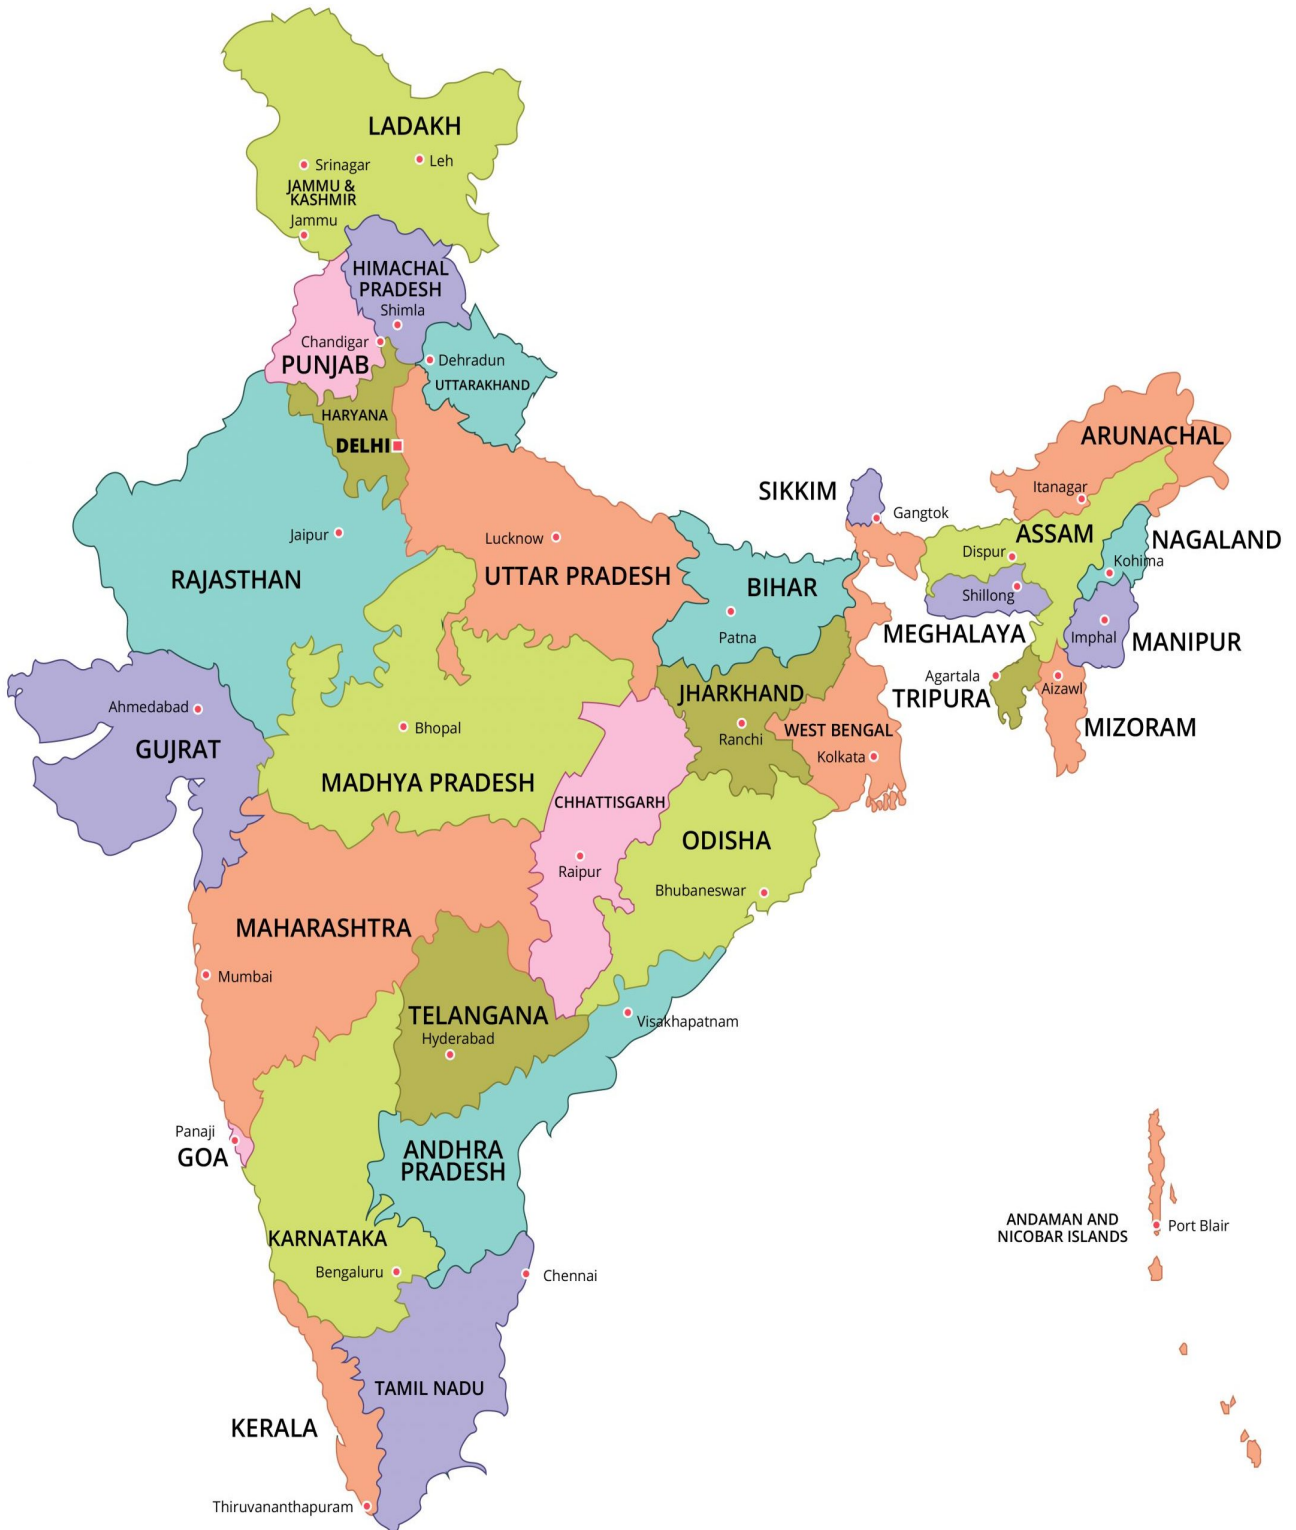 LADAKH
Srinagar
Leh
JAMMU &
KASHMIR
Jammu
HIMACHAL
PRADESH
Shimla
Chandigar
PUNJAB
Dehradun
UTTARAKHAND
HARYANA
DELHI
ARUNACHAL
Itanagar
SIKKIM
Gangtok
ASSAM
Dispur
NAGALAND
Kohima
Jaipur
RAJASTHAN
Lucknow
UTTAR PRADESH
BIHAR
Patna
Shillong
MEGHALAYA
Imphal
MANIPUR
Agartala
TRIPURA
Aizawl
MIZORAM
Ahmedabad
GUJRAT
Bhopal
MADHYA PRADESH
JHARKHAND
Ranchi
WEST BENGAL
Kolkata
CHHATTISGARH
Raipur
ODISHA
Bhubaneswar
MAHARASHTRA
Mumbai
TELANGANA
Hyderabad
Visakhapatnam
Panaji
GOA
ANDHRA
PRADESH
KARNATAKA
Bengaluru
Chennai
ANDAMAN AND
NICOBAR ISLANDS
Port Blair
TAMIL NADU
KERALA
Thiruvananthapuram